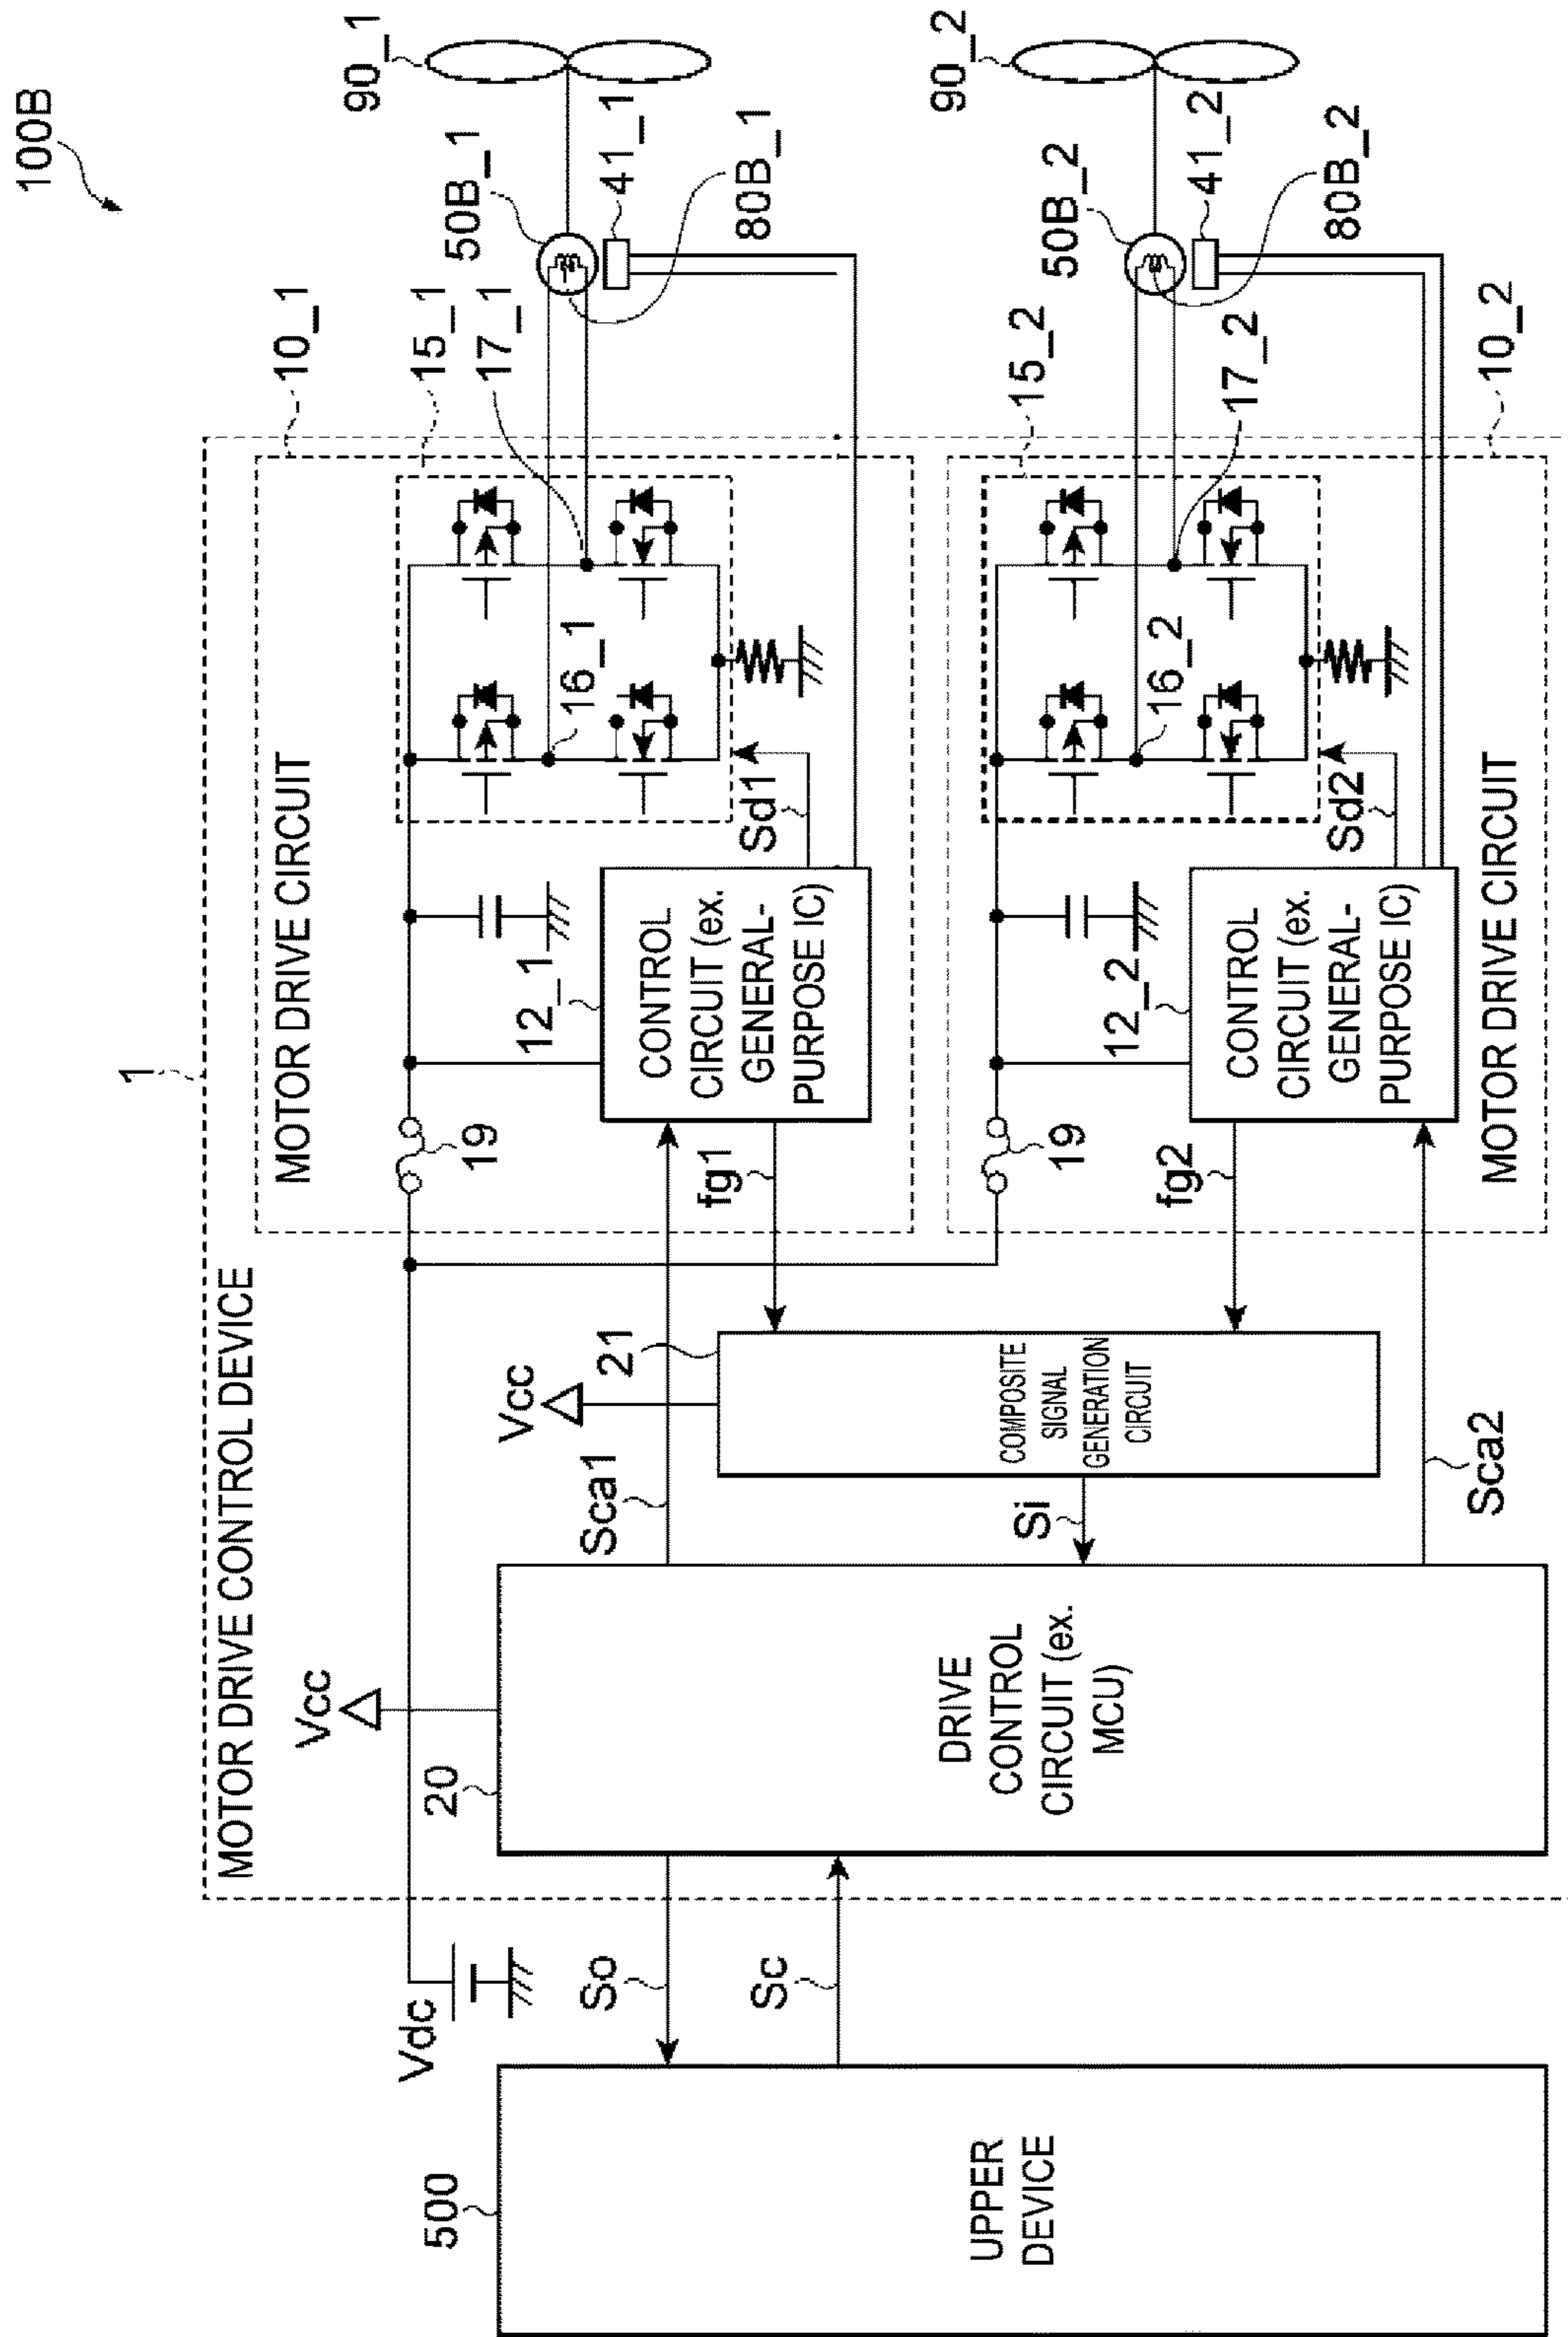 100B
1
MOTOR DRIVE CONTROL DEVICE
10_1
MOTOR DRIVE CIRCUIT
15_1
17_1
50B_1
90_1
41_1
80B_1
Vcc
20
Vdc
19
12_1
16_1
CONTROL
CIRCUIT (ex.
GENERAL-
PURPOSE IC)
Sd1
500
So
Sca1
Vcc
21
fg1
Sc
UPPER
DEVICE
DRIVE
CONTROL
CIRCUIT (ex.
MCU)
Si
COMPOSITE
SIGNAL
GENERATION
CIRCUIT
15_2
17_2
50B_2
90_2
41_2
80B_2
19
12_2
16_2
fg2
CONTROL
CIRCUIT (ex.
GENERAL-
PURPOSE IC)
Sd2
Sca2
MOTOR DRIVE CIRCUIT
10_2